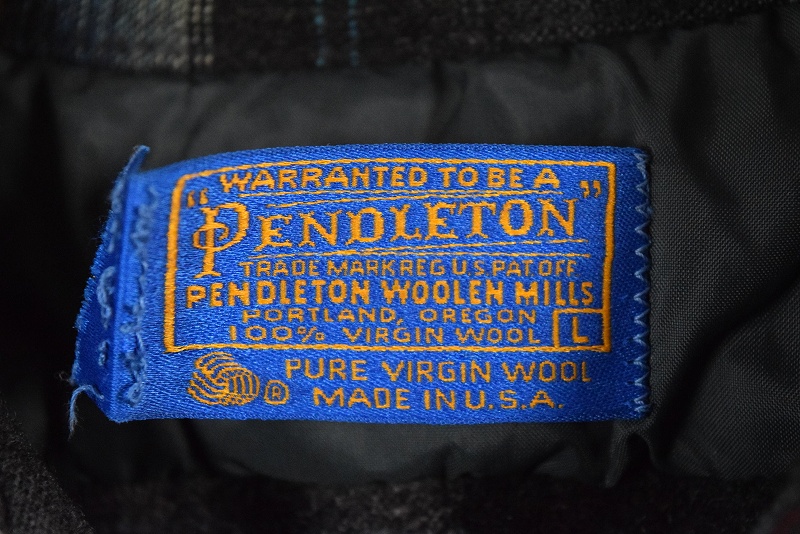 WARRANTED TO BE A
"PENDLETON"
TRADE MARK REG U.S. PAT. OFF.
PENDLETON WOOLEN MILLS
PORTLAND, OREGON
100% VIRGIN WOOL L
® PURE VIRGIN WOOL
MADE IN U.S.A.